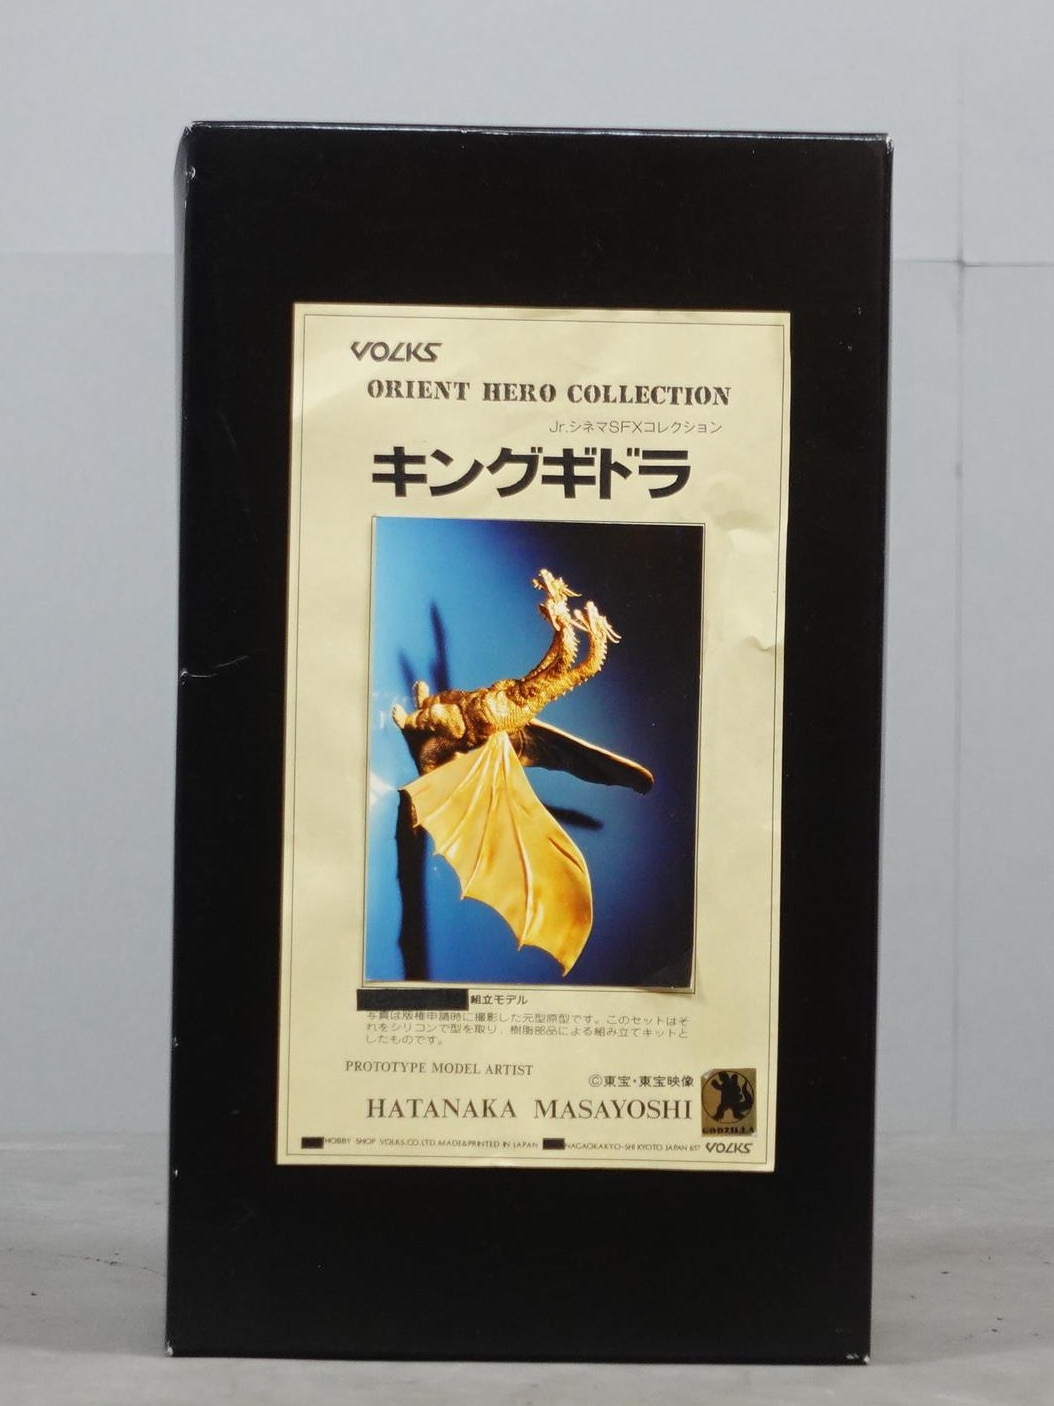 VOLKS
ORIENT HERO COLLECTION
Jr.シネマSFXコレクション
キングギドラ
組立モデル
写真は版権申請時に撮影した元型原型です。このセットはそ
れをシリコンで型を取り、樹脂部品による組み立てキットと
したものです。
PROTOTYPE MODEL ARTIST
©東宝・東宝映像
HATANAKA MASAYOSHI
GODZILLA
HOBBY SHOP VOLKS.CO.LTD.MADE&PRINTED IN JAPAN NAGAOKAKYO-SHI KYOTO JAPAN 617 VOLKS